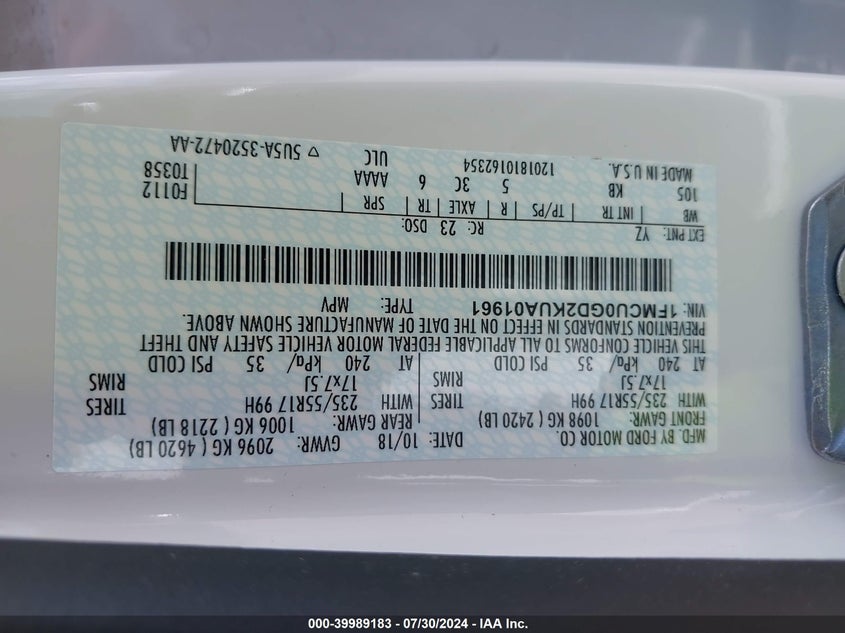 MFD. BY FORD MOTOR CO.
DATE: 10/18 GVWR: 2096 KG ( 4620 LB)
FRONT GAWR: 1098 KG ( 2420 LB) REAR GAWR: 1006 KG ( 2218 LB)
WITH 235/55R17 99H TIRES WITH 235/55R17 99H TIRES
17x7.5J RIMS 17x7.5J RIMS
AT 240 kPa/ 35 PSI COLD AT 240 kPa/ 35 PSI COLD
THIS VEHICLE CONFORMS TO ALL APPLICABLE FEDERAL MOTOR VEHICLE SAFETY AND THEFT
PREVENTION STANDARDS IN EFFECT ON THE DATE OF MANUFACTURE SHOWN ABOVE.
VIN: 1FMCU0GD2KUA01961 TYPE: MPV
EXT PNT: YZ RC: 23 DSO: F0112
WB | INT TR | TP/PS | R | AXLE | TR | SPR T0358
105 KB 5 3C 6 AAAA
MADE IN U.S.A. 1201810162354 ULC ▽ 5U5A-3520472-AA
000-39989183 - 07/30/2024 - IAA Inc.